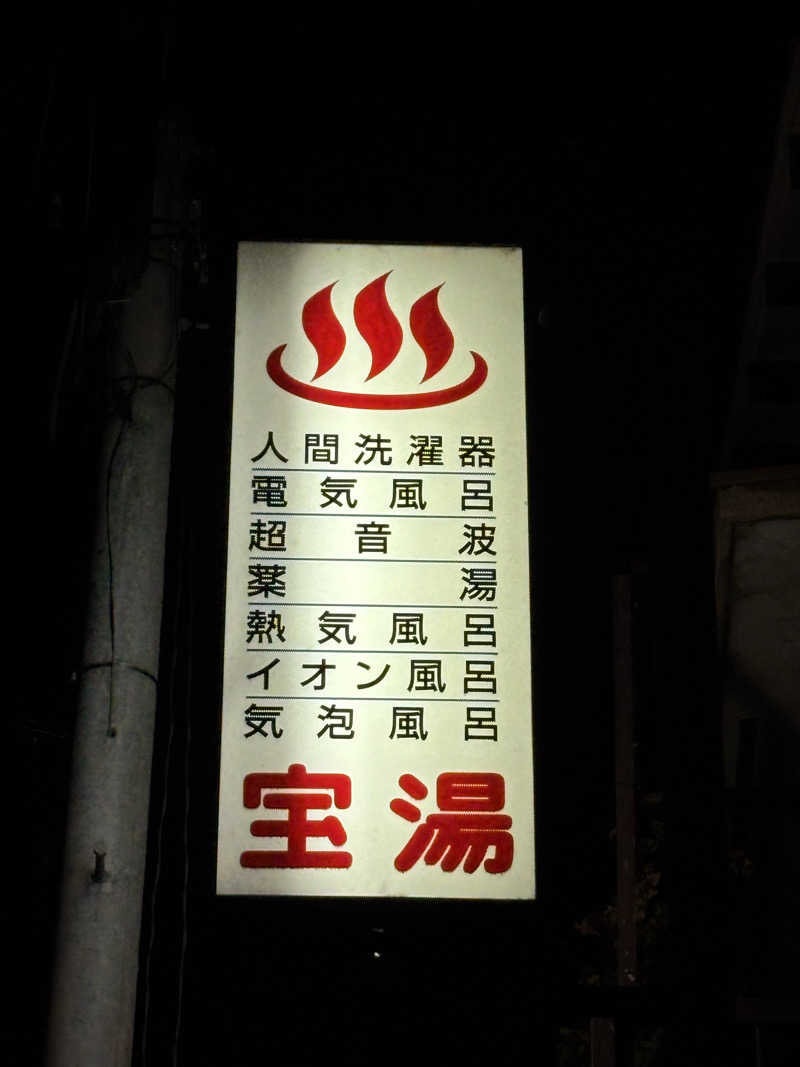 人間洗濯器
電気風呂
超音波
薬湯
熱気風呂
イオン風呂
気泡風呂
宝湯